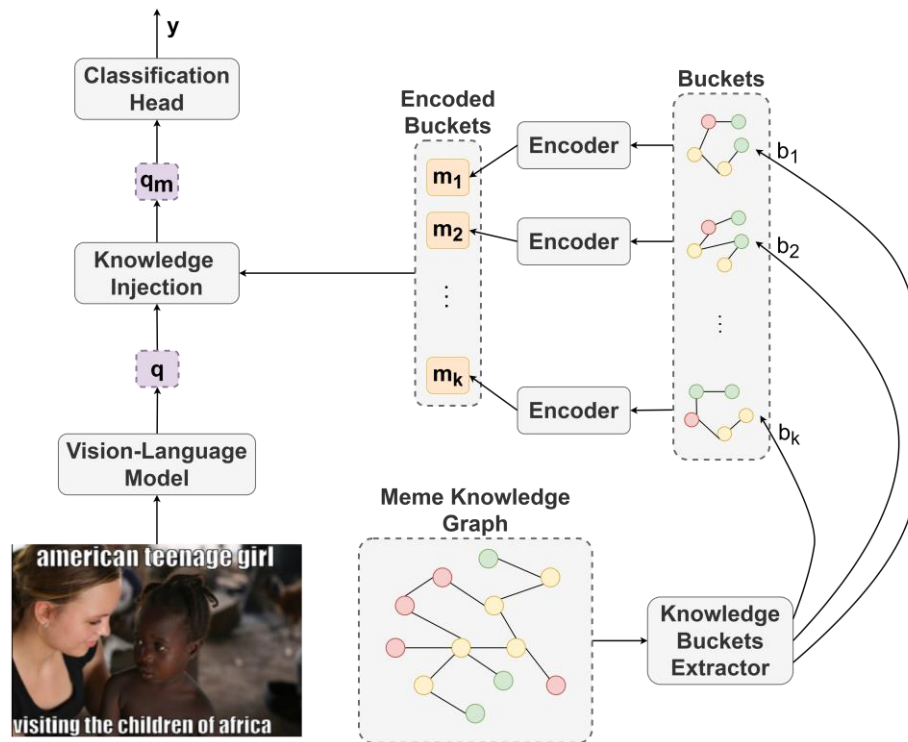 y
Classification
Head
qm
Knowledge
Injection
q
Vision-Language
Model
american teenage girl
visiting the children of africa
Encoded
Buckets
m1
m2
⋮
mk
Encoder
Encoder
Encoder
Buckets
b1
b2
⋮
bk
Meme Knowledge
Graph
Knowledge
Buckets
Extractor